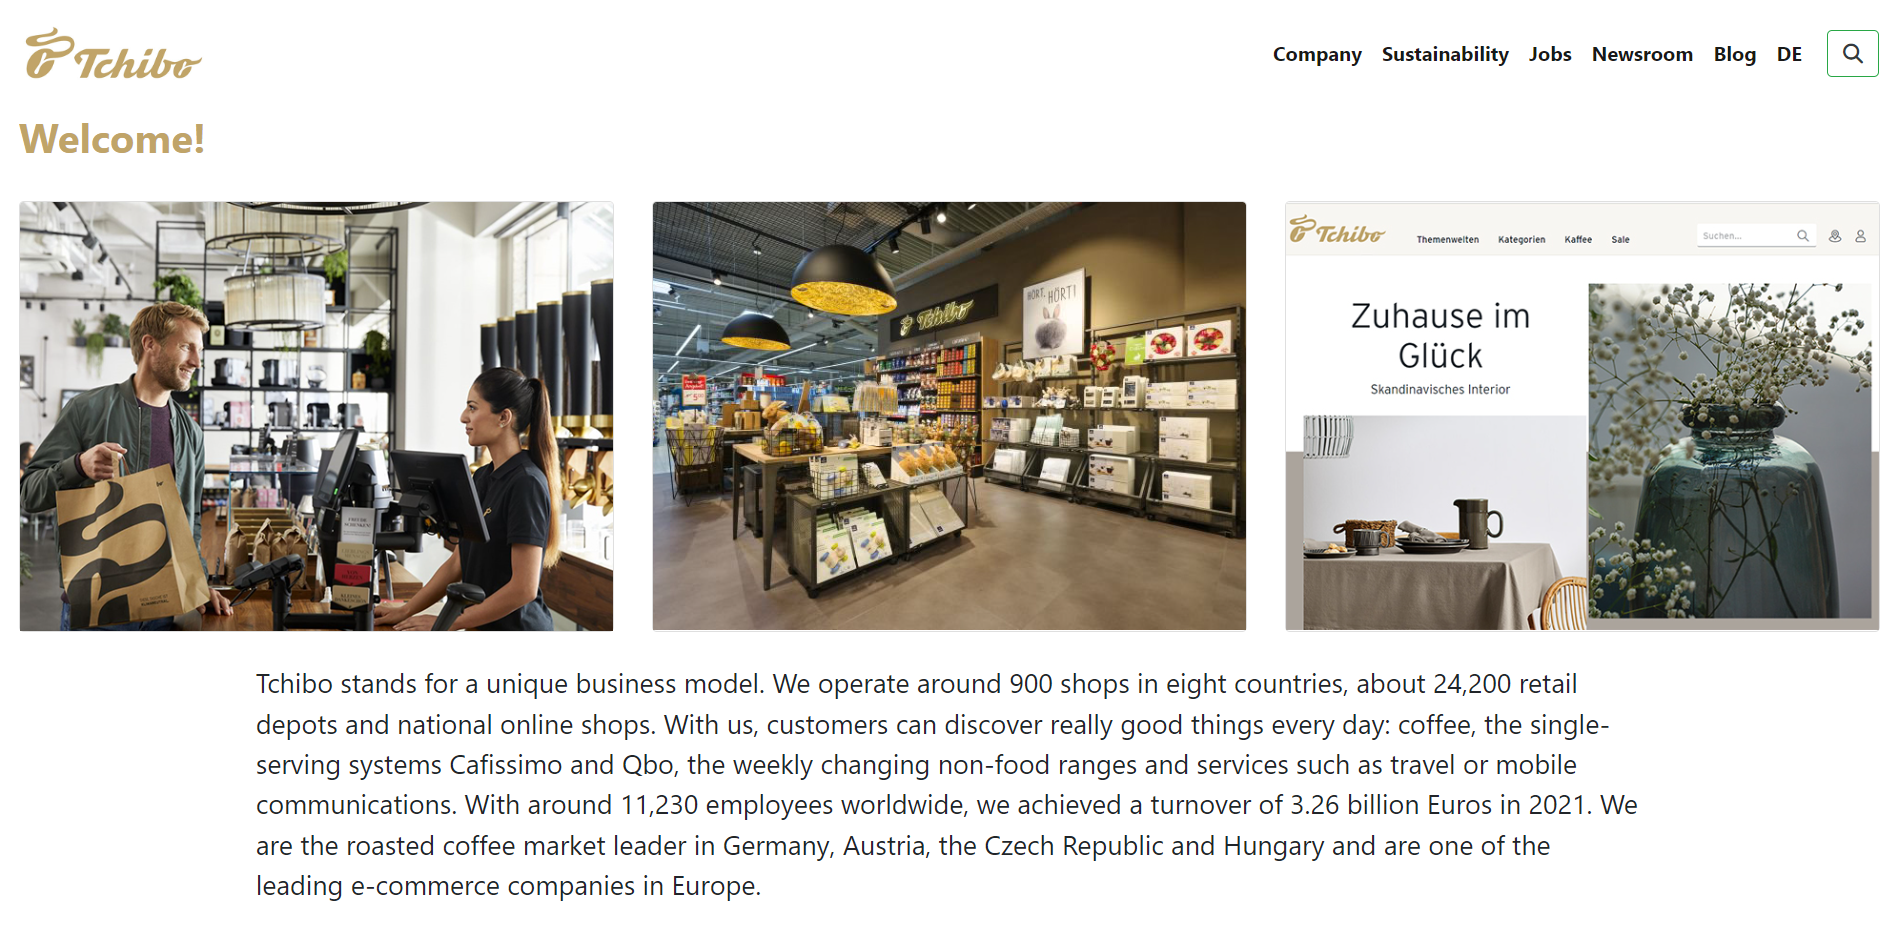 Tchibo
Company Sustainability Jobs Newsroom Blog DE
Welcome!
Tchibo
HÖRT, HÖRT!
Tchibo
Themenwelten Kategorien Kaffee Sale
Suchen...
Zuhause im
Glück
Skandinavisches Interior
Tchibo stands for a unique business model. We operate around 900 shops in eight countries, about 24,200 retail
depots and national online shops. With us, customers can discover really good things every day: coffee, the single-
serving systems Cafissimo and Qbo, the weekly changing non-food ranges and services such as travel or mobile
communications. With around 11,230 employees worldwide, we achieved a turnover of 3.26 billion Euros in 2021. We
are the roasted coffee market leader in Germany, Austria, the Czech Republic and Hungary and are one of the
leading e-commerce companies in Europe.